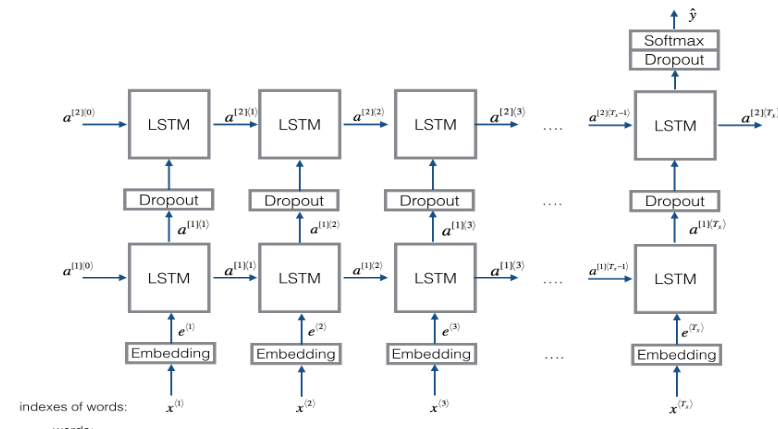 ŷ
Softmax
Dropout
a^{[2]⟨0⟩} LSTM a^{[2]⟨1⟩} LSTM a^{[2]⟨2⟩} LSTM a^{[2]⟨3⟩} .... a^{[2]⟨T_x−1⟩} LSTM a^{[2]⟨T_x⟩}
Dropout Dropout Dropout .... Dropout
a^{[1]⟨1⟩} a^{[1]⟨2⟩} a^{[1]⟨3⟩} a^{[1]⟨T_x⟩}
a^{[1]⟨0⟩} LSTM a^{[1]⟨1⟩} LSTM a^{[1]⟨2⟩} LSTM a^{[1]⟨3⟩} .... a^{[1]⟨T_x−1⟩} LSTM
e^{⟨1⟩} e^{⟨2⟩} e^{⟨3⟩} e^{⟨T_x⟩}
Embedding Embedding Embedding .... Embedding
indexes of words: x^{⟨1⟩} x^{⟨2⟩} x^{⟨3⟩} x^{⟨T_x⟩}